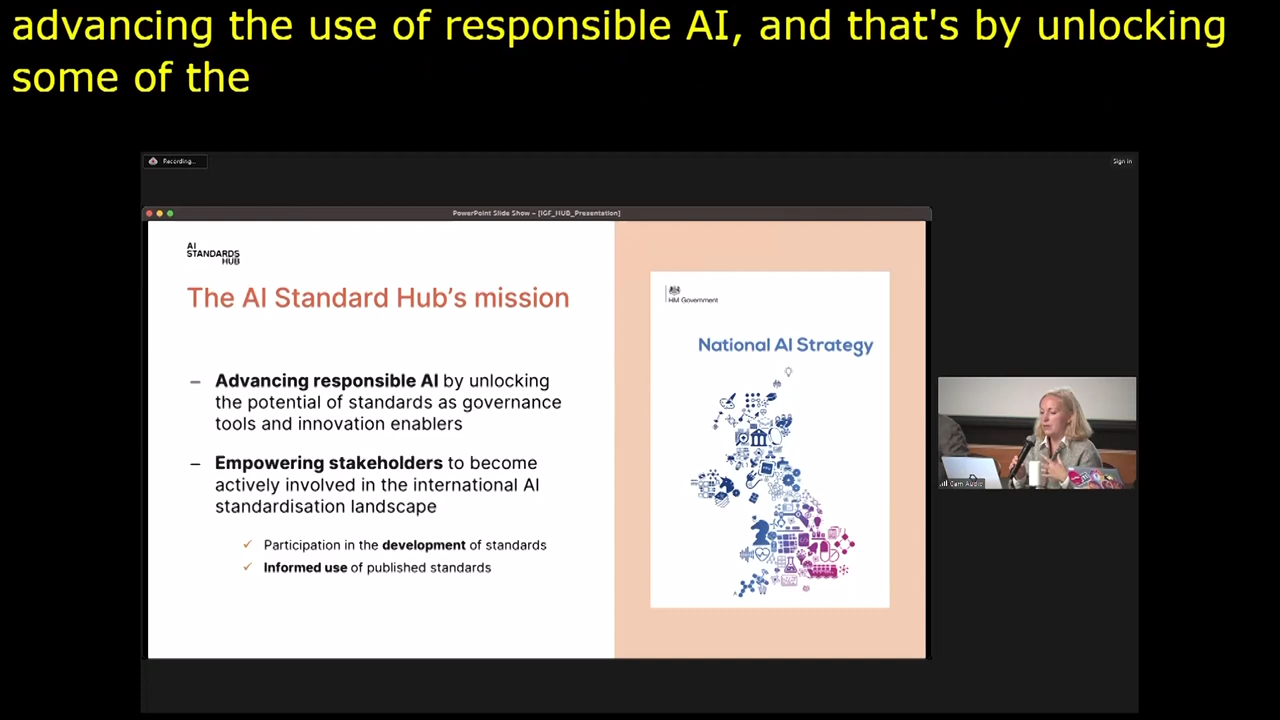 advancing the use of responsible AI, and that's by unlocking
some of the
Recording...
Sign in
PowerPoint Slide Show – [IGF_HUB_Presentation]
AI
STANDARDS
HUB
The AI Standard Hub's mission
– Advancing responsible AI by unlocking
the potential of standards as governance
tools and innovation enablers
– Empowering stakeholders to become
actively involved in the international AI
standardisation landscape
✓ Participation in the development of standards
✓ Informed use of published standards
HM Government
National AI Strategy
Cam Audio